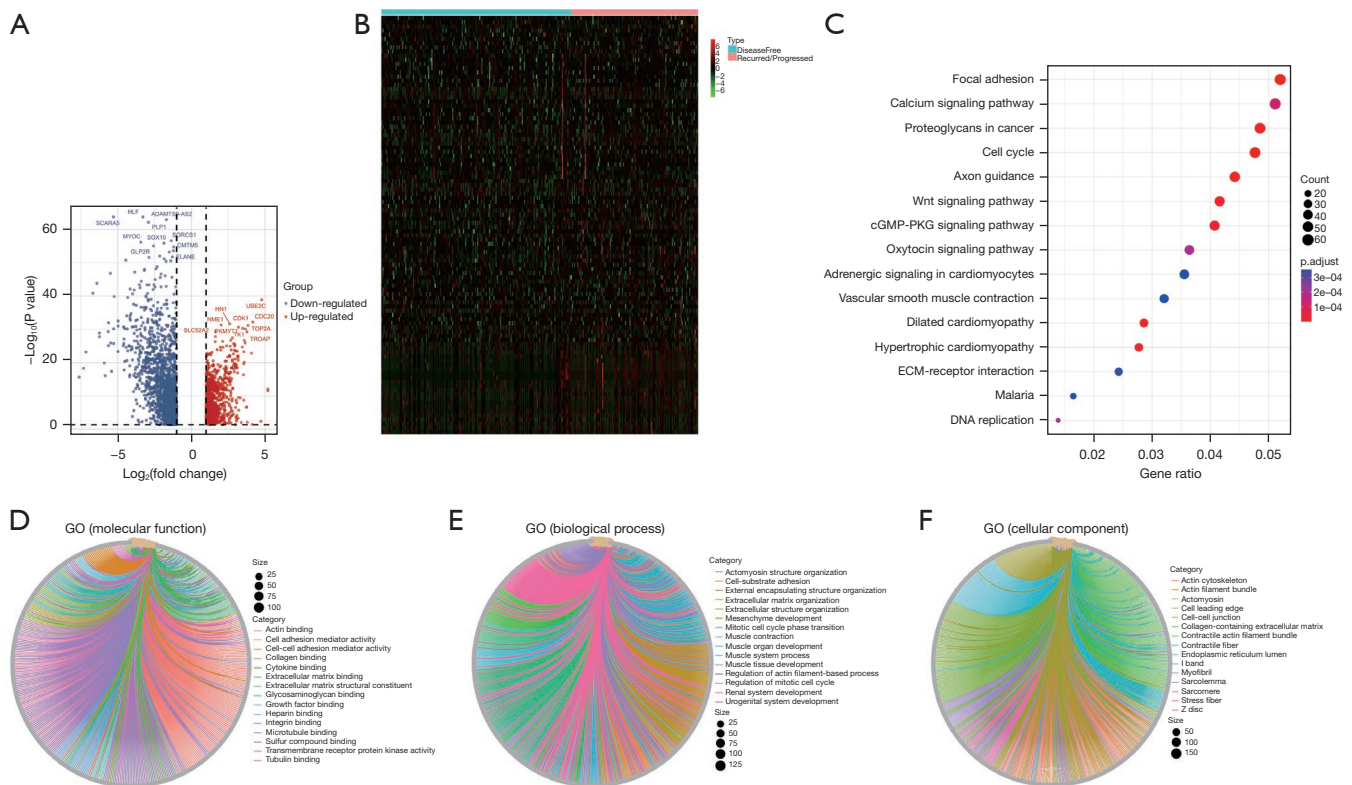 A
60
40
20
0
−Log₁₀(P value)
−5
0
5
Log₂(fold change)
HLF
ADAMTS9-AS2
SCARA5
PLP1
MYOC
SOX10
SORCS1
CMTM5
GLP2R
ELANE
UBE2C
HN1
NME1
CDK1
CDC20
SLC52A2
PKMYT1
TK1
TOP2A
TROAP
Group
Down-regulated
Up-regulated
B
Type
DiseaseFree
Recurred/Progressed
6
4
2
0
−2
−4
−6
C
Focal adhesion
Calcium signaling pathway
Proteoglycans in cancer
Cell cycle
Axon guidance
Wnt signaling pathway
cGMP-PKG signaling pathway
Oxytocin signaling pathway
Adrenergic signaling in cardiomyocytes
Vascular smooth muscle contraction
Dilated cardiomyopathy
Hypertrophic cardiomyopathy
ECM-receptor interaction
Malaria
DNA replication
0.02
0.03
0.04
0.05
Gene ratio
Count
20
30
40
50
60
p.adjust
3e−04
2e−04
1e−04
D
GO (molecular function)
Size
25
50
75
100
Category
Actin binding
Cell adhesion mediator activity
Cell-cell adhesion mediator activity
Collagen binding
Cytokine binding
Extracellular matrix binding
Extracellular matrix structural constituent
Glycosaminoglycan binding
Growth factor binding
Heparin binding
Integrin binding
Microtubule binding
Sulfur compound binding
Transmembrane receptor protein kinase activity
Tubulin binding
E
GO (biological process)
Category
Actomyosin structure organization
Cell-substrate adhesion
External encapsulating structure organization
Extracellular matrix organization
Extracellular structure organization
Mesenchyme development
Mitotic cell cycle phase transition
Muscle contraction
Muscle organ development
Muscle system process
Muscle tissue development
Regulation of actin filament-based process
Regulation of mitotic cell cycle
Renal system development
Urogenital system development
Size
25
50
75
100
125
F
GO (cellular component)
Category
Actin cytoskeleton
Actin filament bundle
Actomyosin
Cell leading edge
Cell-cell junction
Collagen-containing extracellular matrix
Contractile actin filament bundle
Contractile fiber
Endoplasmic reticulum lumen
I band
Myofibril
Sarcolemma
Sarcomere
Stress fiber
Z disc
Size
50
100
150